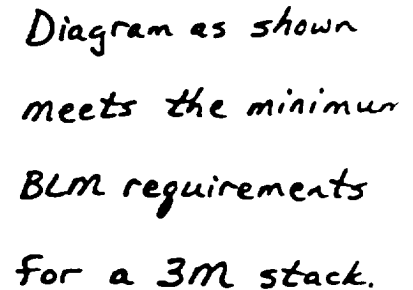 Diagram as shown
meets the minimum
BLM requirements
for a 3M stack.